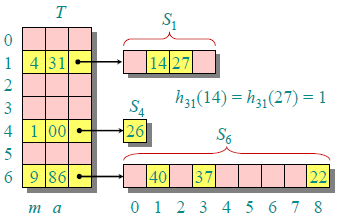 T
S₁
0
1 4 31 14 27
2
h₃₁(14) = h₃₁(27) = 1
3
S₄
4 1 00 26
5
S₆
6 9 86 40 37 22
m a 0 1 2 3 4 5 6 7 8